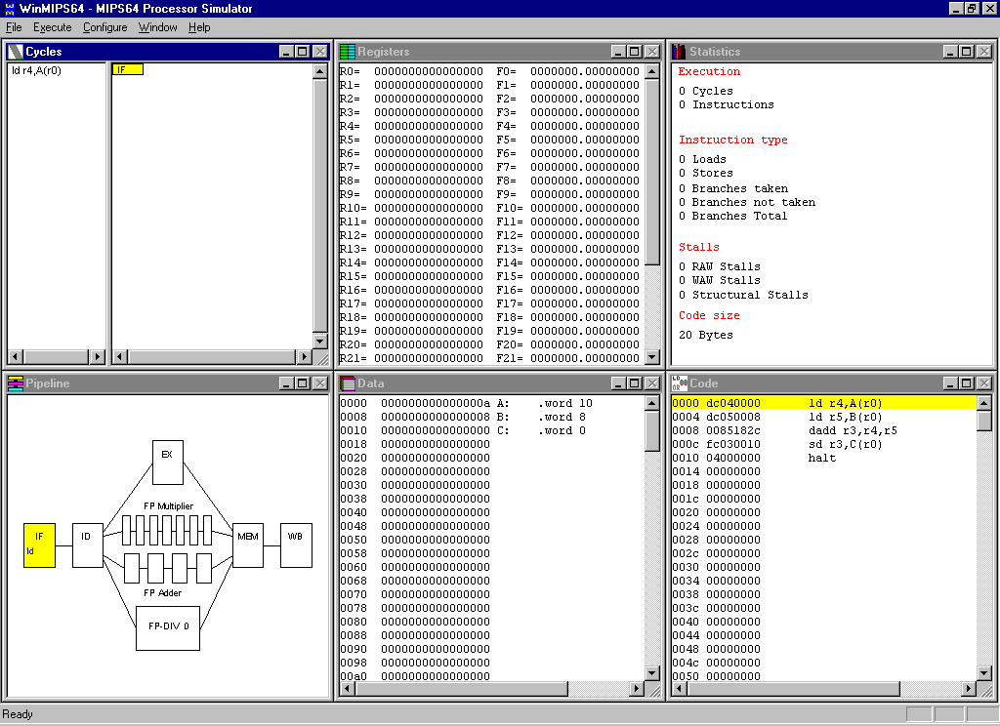 WinMIPS64 - MIPS64 Processor Simulator
File Execute Configure Window Help
Cycles
ld r4,A(r0)
IF
Registers
R0= 0000000000000000 F0= 0000000.00000000
R1= 0000000000000000 F1= 0000000.00000000
R2= 0000000000000000 F2= 0000000.00000000
R3= 0000000000000000 F3= 0000000.00000000
R4= 0000000000000000 F4= 0000000.00000000
R5= 0000000000000000 F5= 0000000.00000000
R6= 0000000000000000 F6= 0000000.00000000
R7= 0000000000000000 F7= 0000000.00000000
R8= 0000000000000000 F8= 0000000.00000000
R9= 0000000000000000 F9= 0000000.00000000
R10= 0000000000000000 F10= 0000000.00000000
R11= 0000000000000000 F11= 0000000.00000000
R12= 0000000000000000 F12= 0000000.00000000
R13= 0000000000000000 F13= 0000000.00000000
R14= 0000000000000000 F14= 0000000.00000000
R15= 0000000000000000 F15= 0000000.00000000
R16= 0000000000000000 F16= 0000000.00000000
R17= 0000000000000000 F17= 0000000.00000000
R18= 0000000000000000 F18= 0000000.00000000
R19= 0000000000000000 F19= 0000000.00000000
R20= 0000000000000000 F20= 0000000.00000000
R21= 0000000000000000 F21= 0000000.00000000
Statistics
Execution
0 Cycles
0 Instructions
Instruction type
0 Loads
0 Stores
0 Branches taken
0 Branches not taken
0 Branches Total
Stalls
0 RAW Stalls
0 WAW Stalls
0 Structural Stalls
Code size
20 Bytes
Pipeline
EX
FP Multiplier
IF
ld
ID
MEM
WB
FP Adder
FP-DIV 0
Data
0000 000000000000000a A: .word 10
0008 0000000000000008 B: .word 8
0010 0000000000000000 C: .word 0
0018 0000000000000000
0020 0000000000000000
0028 0000000000000000
0030 0000000000000000
0038 0000000000000000
0040 0000000000000000
0048 0000000000000000
0050 0000000000000000
0058 0000000000000000
0060 0000000000000000
0068 0000000000000000
0070 0000000000000000
0078 0000000000000000
0080 0000000000000000
0088 0000000000000000
0090 0000000000000000
0098 0000000000000000
00a0 0000000000000000
Code
0000 dc040000 ld r4,A(r0)
0004 dc050008 ld r5,B(r0)
0008 0085182c dadd r3,r4,r5
000c fc030010 sd r3,C(r0)
0010 04000000 halt
0014 00000000
0018 00000000
001c 00000000
0020 00000000
0024 00000000
0028 00000000
002c 00000000
0030 00000000
0034 00000000
0038 00000000
003c 00000000
0040 00000000
0044 00000000
0048 00000000
004c 00000000
0050 00000000
Ready